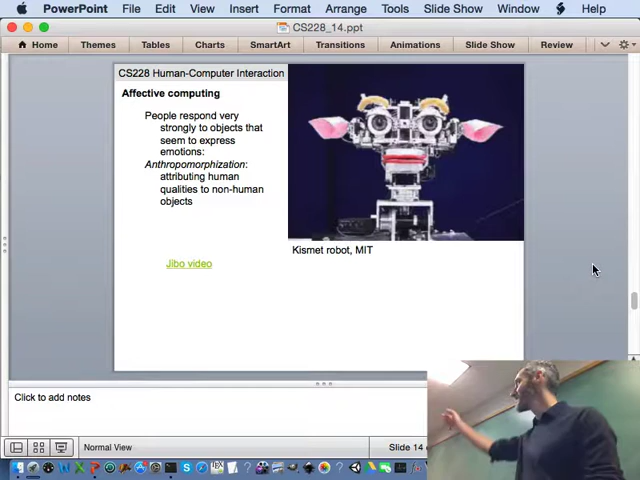 PowerPoint File Edit View Insert Format Arrange Tools Slide Show Window Help
CS228_14.ppt
Home Themes Tables Charts SmartArt Transitions Animations Slide Show Review
CS228 Human-Computer Interaction
Affective computing
People respond very
strongly to objects that
seem to express
emotions:
Anthropomorphization:
attributing human
qualities to non-human
objects
Kismet robot, MIT
Jibo video
Click to add notes
Normal View
Slide 14